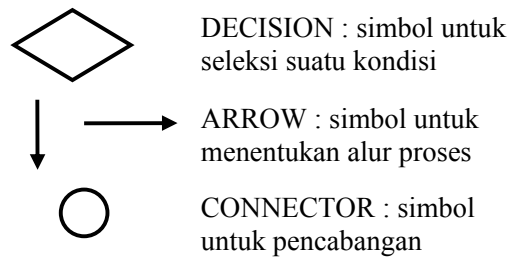 DECISION : simbol untuk
seleksi suatu kondisi
ARROW : simbol untuk
menentukan alur proses
CONNECTOR : simbol
untuk pencabangan